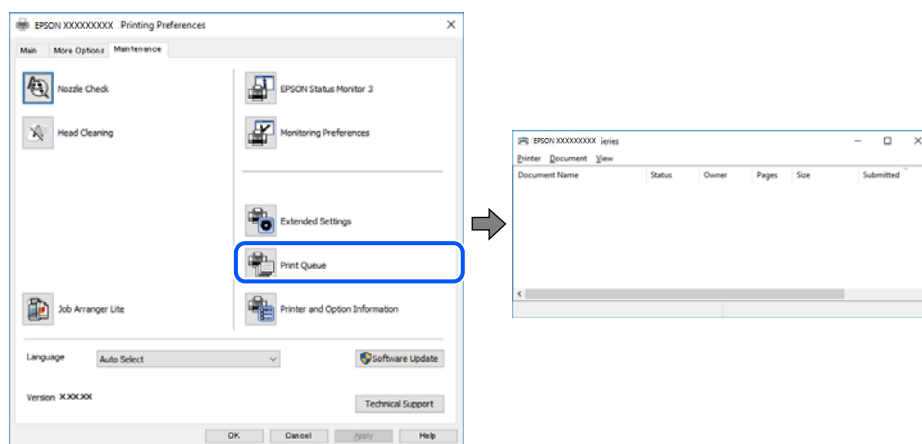 EPSON XXXXXXXXX Printing Preferences
Main More Options Maintenance
Nozzle Check
EPSON Status Monitor 3
Head Cleaning
Monitoring Preferences
Extended Settings
Print Queue
Job Arranger Lite
Printer and Option Information
Language Auto Select
Software Update
Version X.XX.XX
Technical Support
OK Cancel Apply Help
EPSON XXXXXXXXX ieries
Printer Document View
Document Name Status Owner Pages Size Submitted